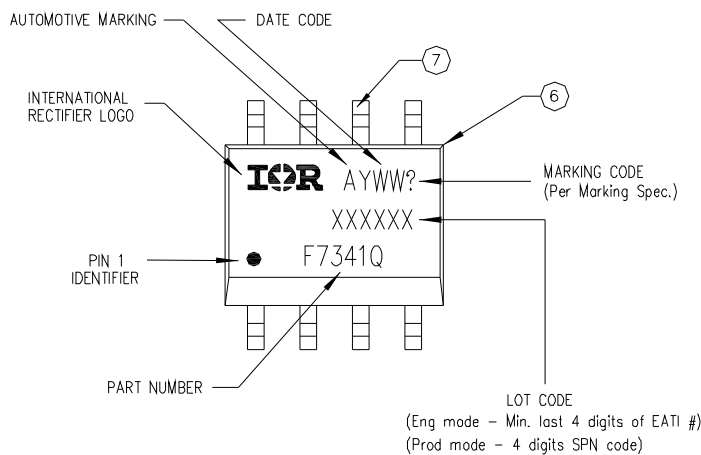 AUTOMOTIVE MARKING
DATE CODE
7
6
INTERNATIONAL
RECTIFIER LOGO
IOR
AYWW?
MARKING CODE
(Per Marking Spec.)
XXXXXX
PIN 1
IDENTIFIER
F7341Q
PART NUMBER
LOT CODE
(Eng mode – Min. last 4 digits of EATI #)
(Prod mode – 4 digits SPN code)